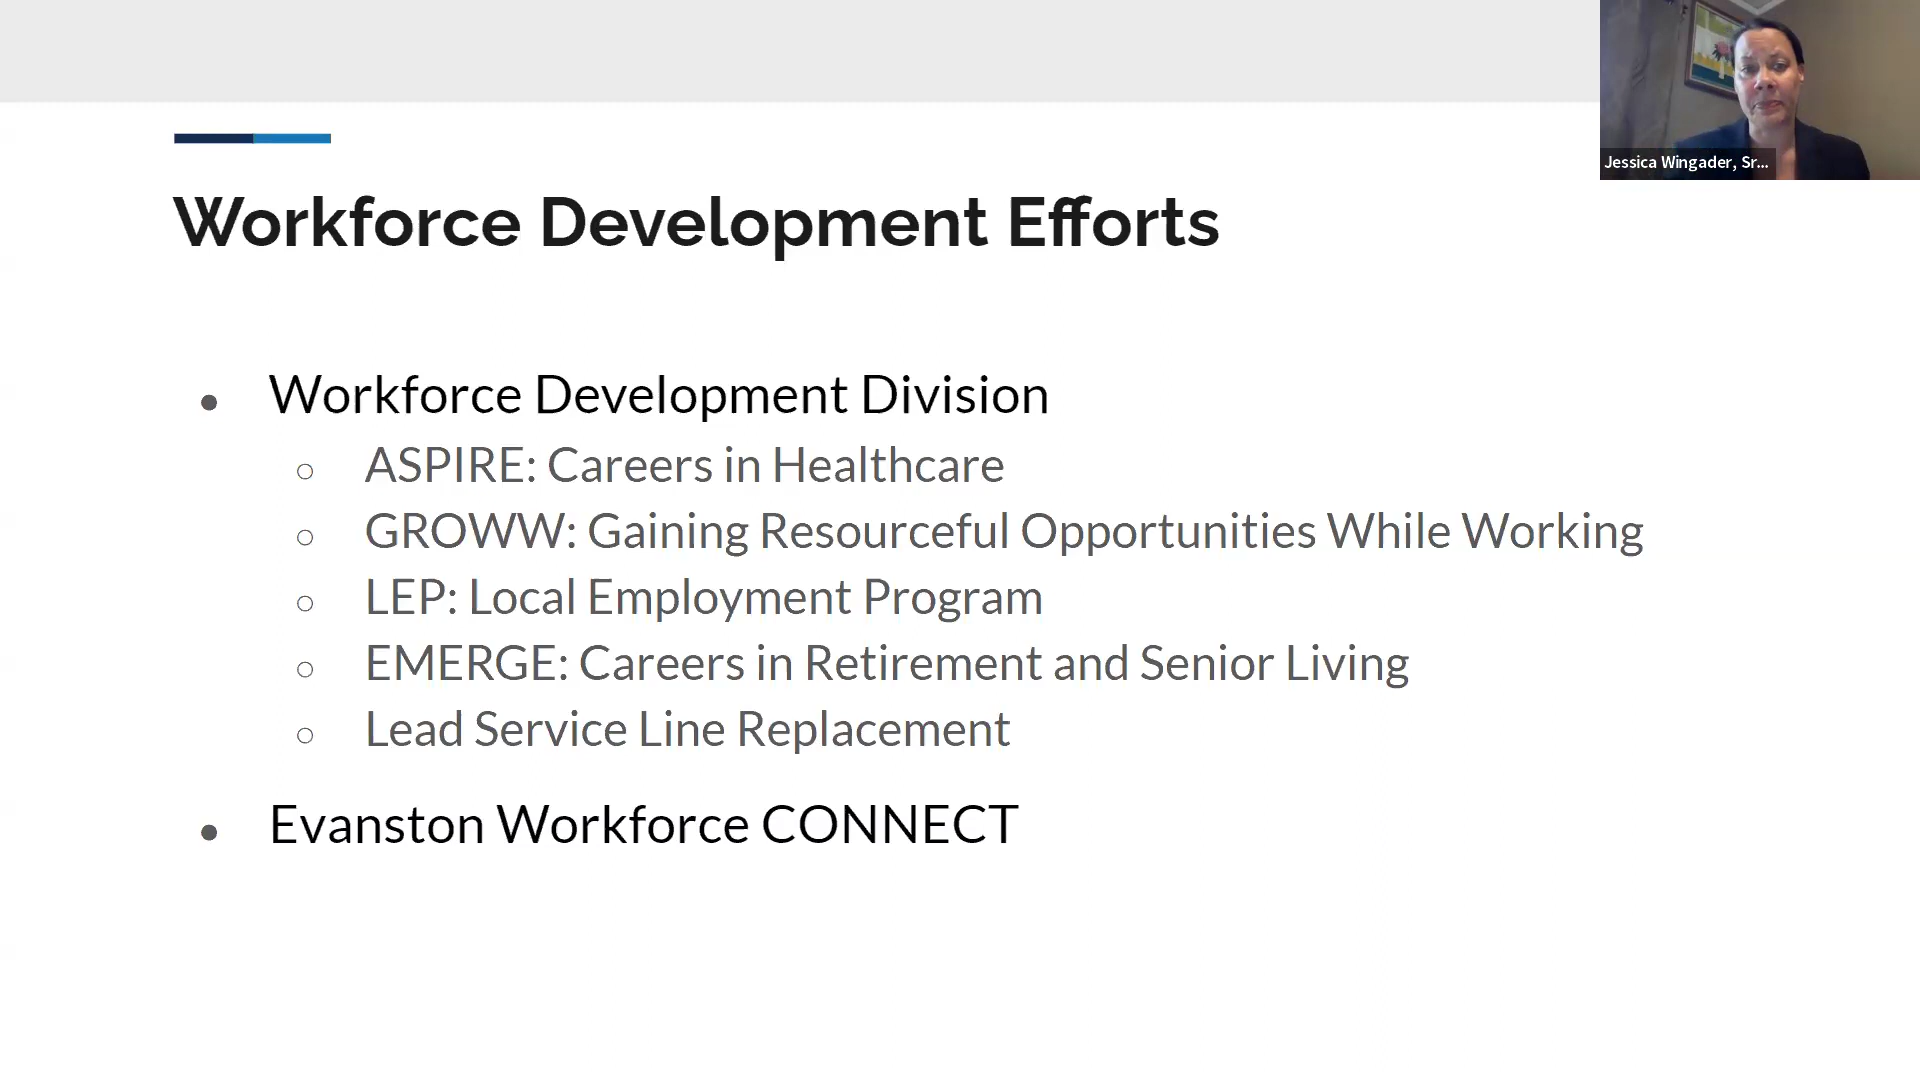 Jessica Wingader, Sr...
Workforce Development Efforts
● Workforce Development Division
○ ASPIRE: Careers in Healthcare
○ GROWW: Gaining Resourceful Opportunities While Working
○ LEP: Local Employment Program
○ EMERGE: Careers in Retirement and Senior Living
○ Lead Service Line Replacement
● Evanston Workforce CONNECT